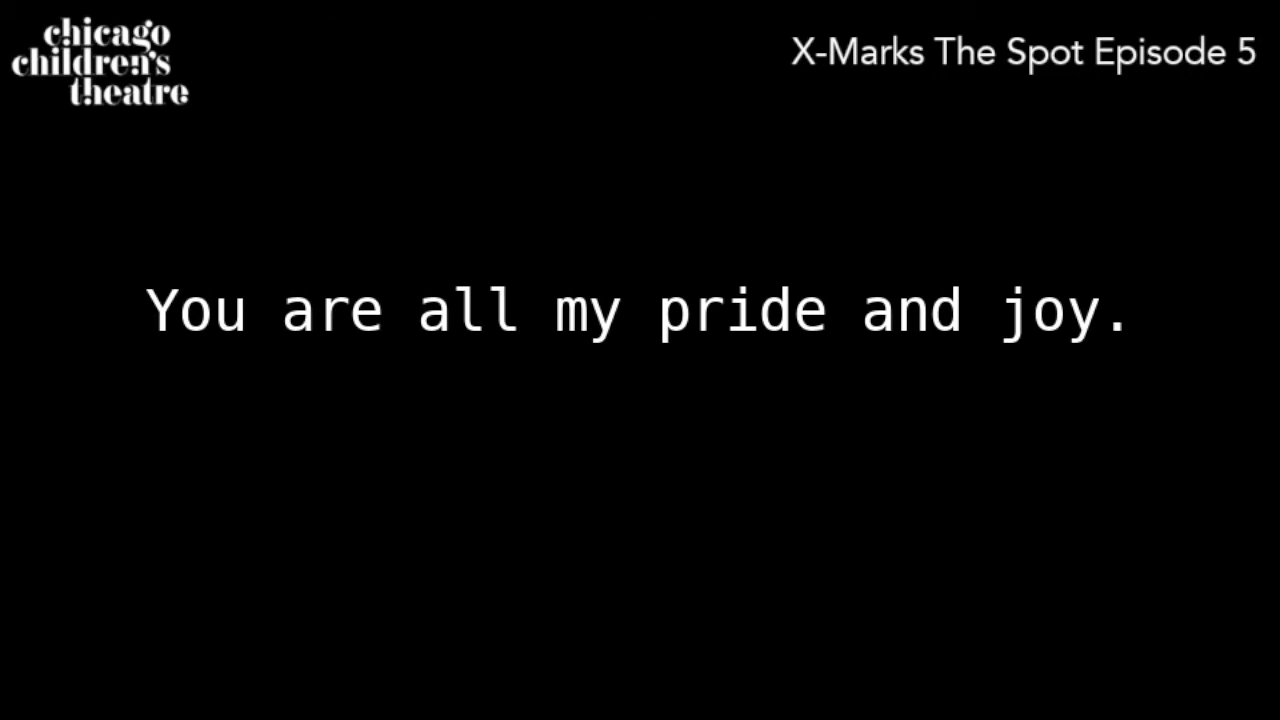 chicago
children's
theatre
X-Marks The Spot Episode 5
You are all my pride and joy.